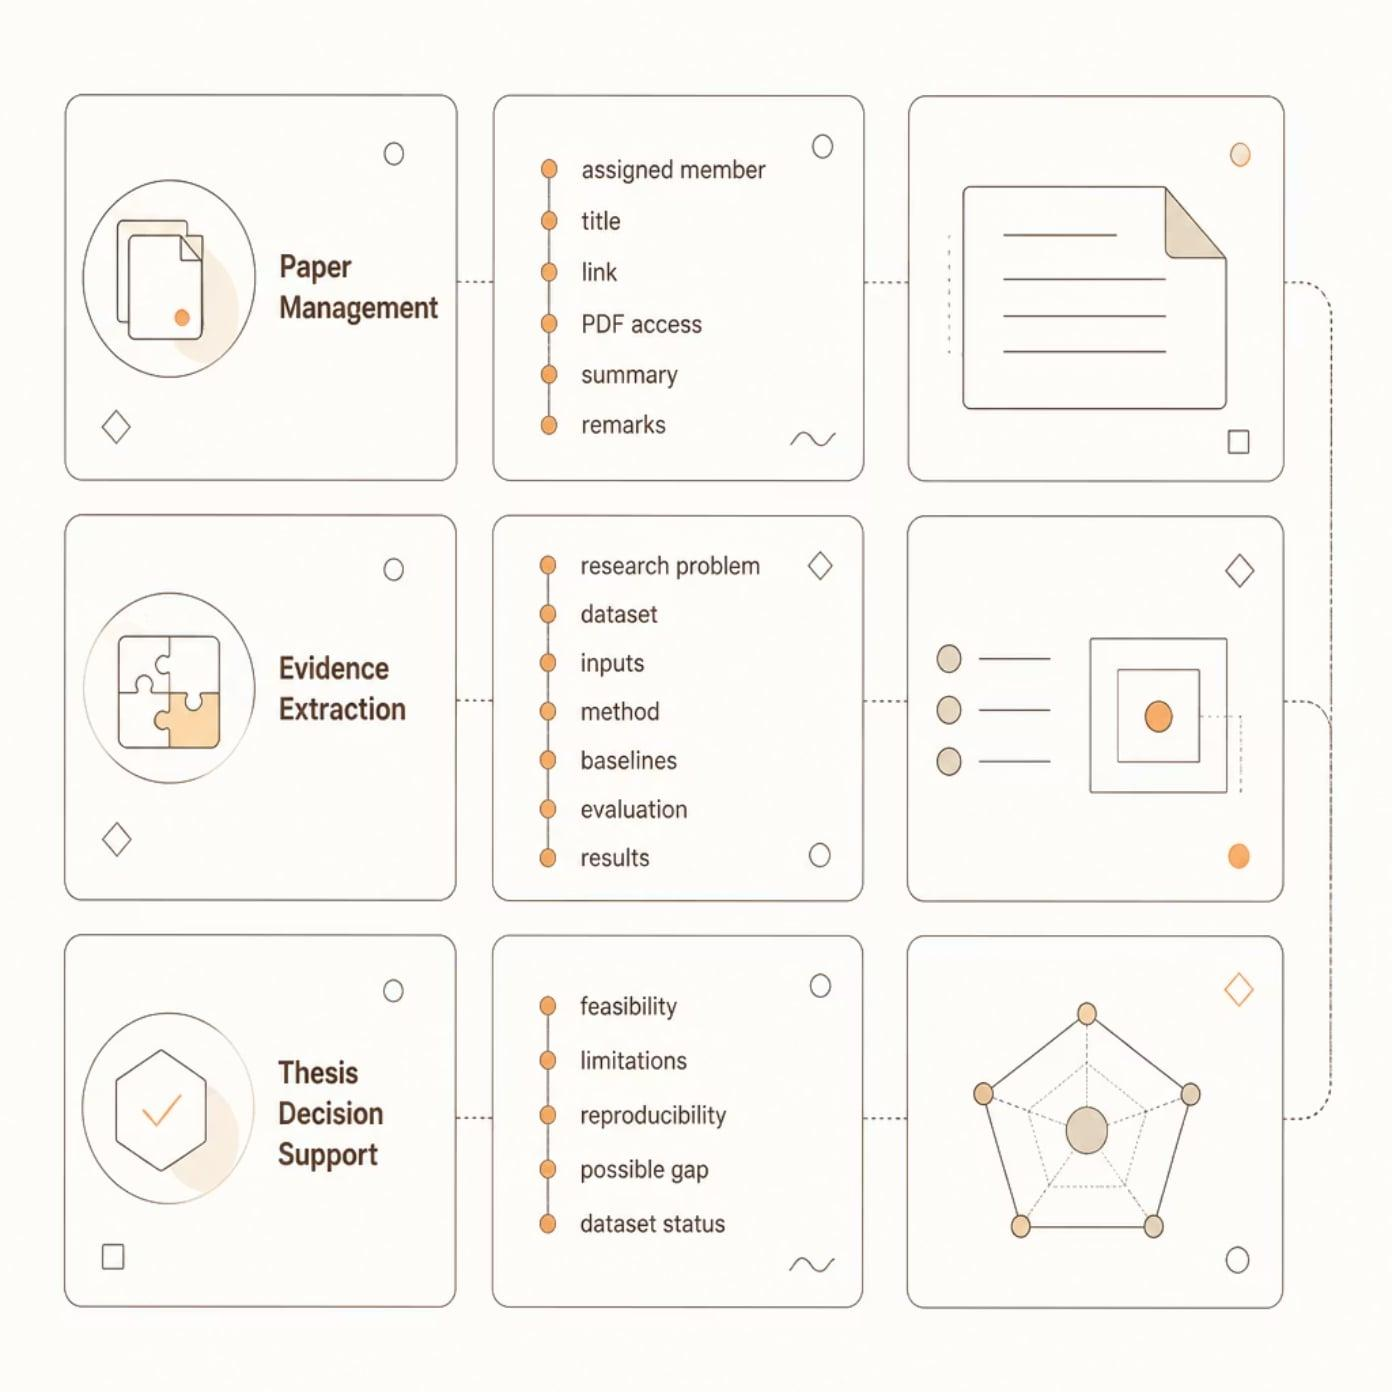 Paper
Management
assigned member
title
link
PDF access
summary
remarks
Evidence
Extraction
research problem
dataset
inputs
method
baselines
evaluation
results
Thesis
Decision
Support
feasibility
limitations
reproducibility
possible gap
dataset status